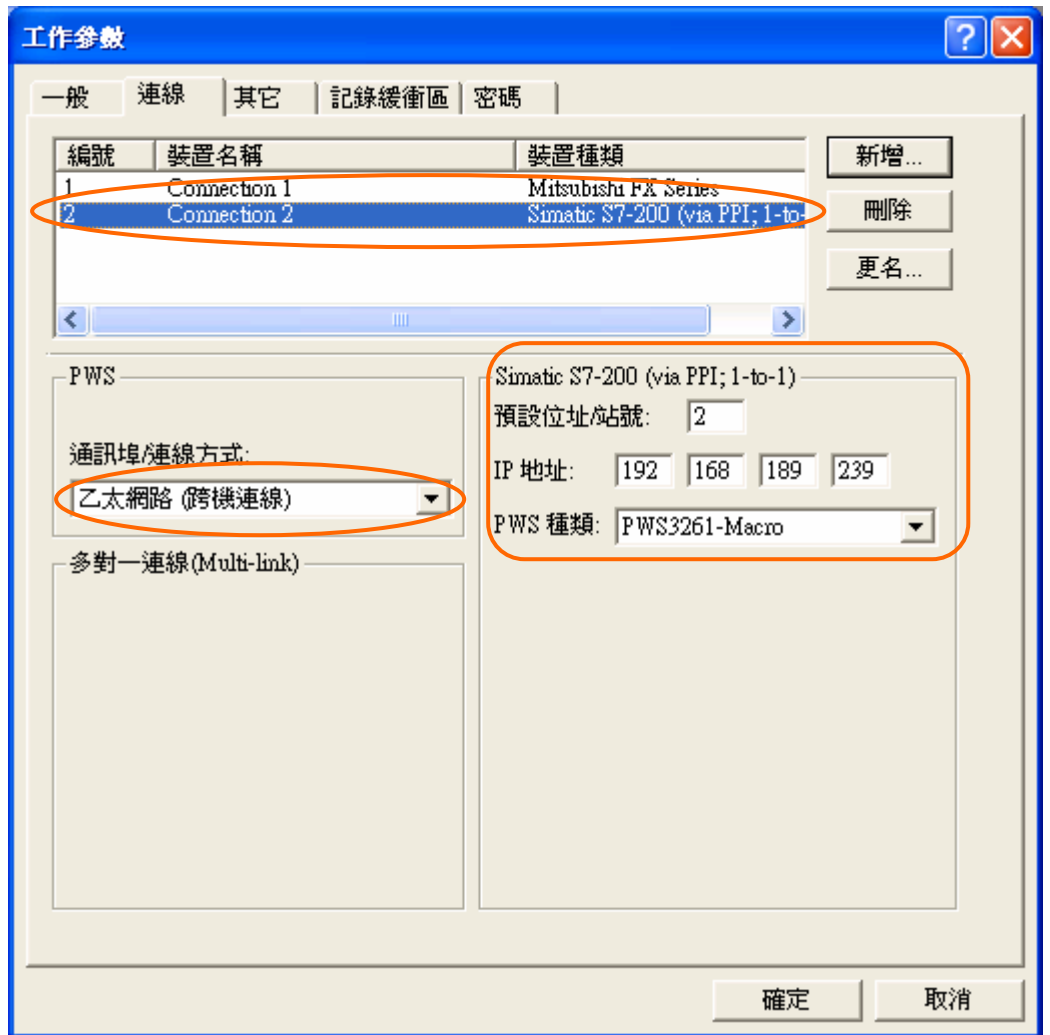 工作參數
一般 連線 其它 記錄緩衝區 密碼
編號 裝置名稱 裝置種類
1 Connection 1 Mitsubishi FX Series
2 Connection 2 Simatic S7-200 (via PPI; 1-to-
新增...
刪除
更名...
PWS
通訊埠/連線方式:
乙太網路 (跨機連線)
多對一連線(Multi-link)
Simatic S7-200 (via PPI; 1-to-1)
預設位址/站號: 2
IP 地址: 192 168 189 239
PWS 種類: PWS3261-Macro
確定 取消